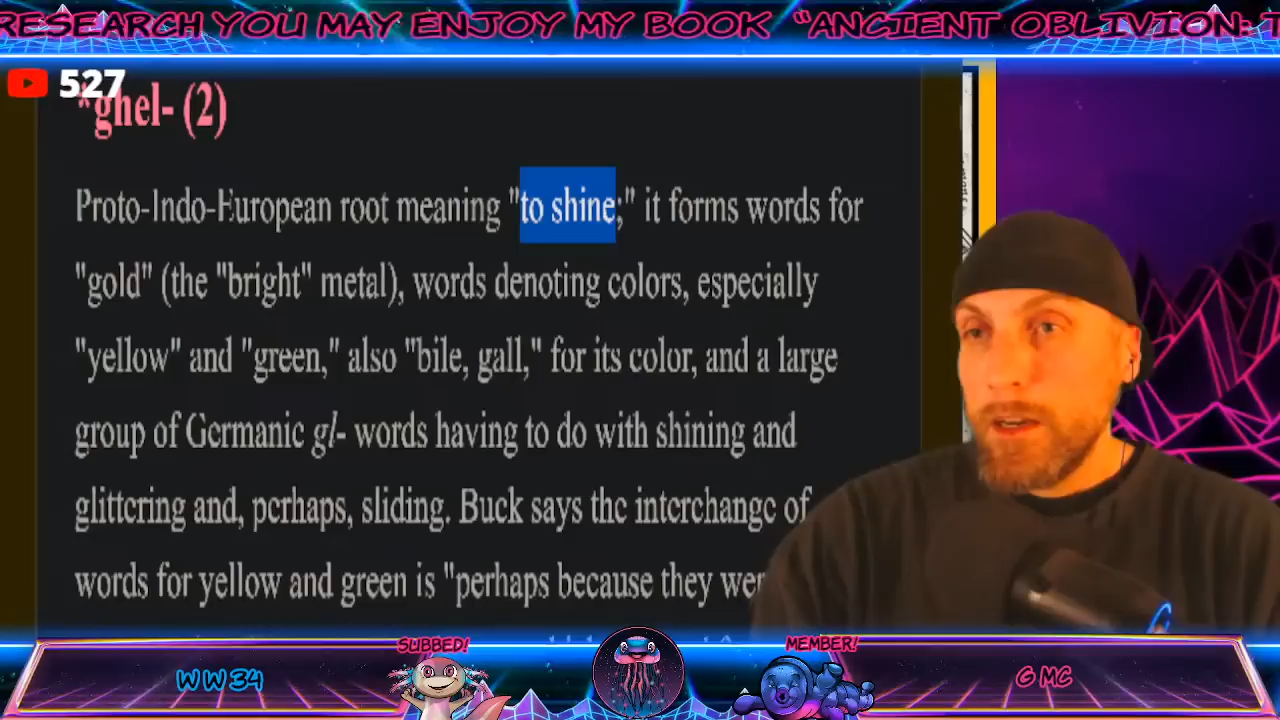 RESEARCH YOU MAY ENJOY MY BOOK "ANCIENT OBLIVION: T
527
*ghel- (2)
Proto-Indo-European root meaning "to shine;" it forms words for
"gold" (the "bright" metal), words denoting colors, especially
"yellow" and "green," also "bile, gall," for its color, and a large
group of Germanic gl- words having to do with shining and
glittering and, perhaps, sliding. Buck says the interchange of
words for yellow and green is "perhaps because they wer
SUBBED!
W W 34
MEMBER!
G MC